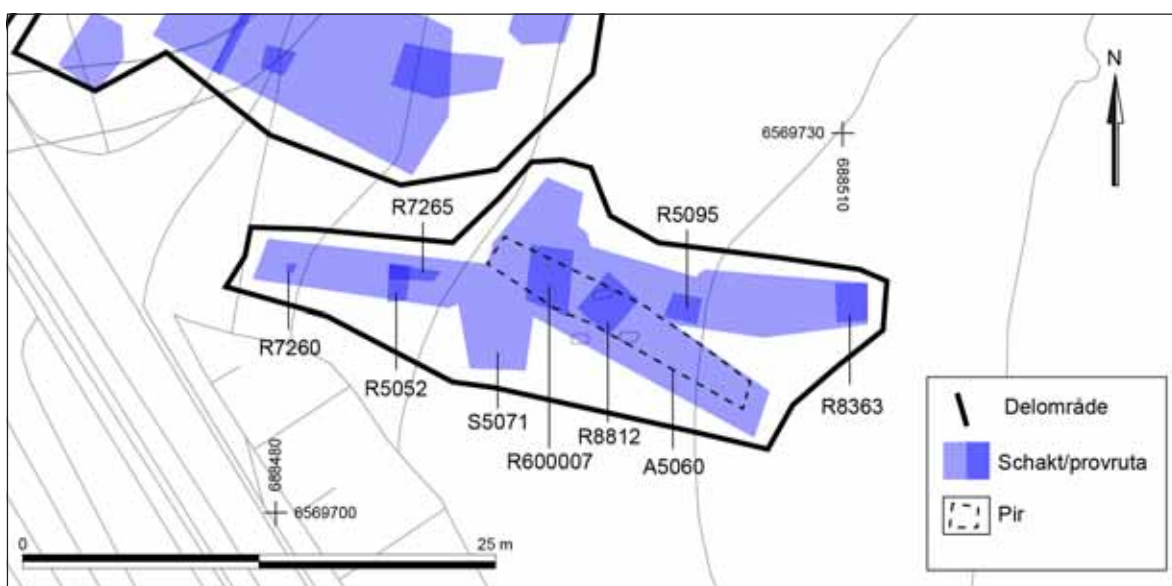 N
6569730
688510
R7265
R5095
R7260
R5052
S5071
R600007
R8812
A5060
R8363
688480
6569700
0 25 m
Delområde
Schakt/provruta
Pir